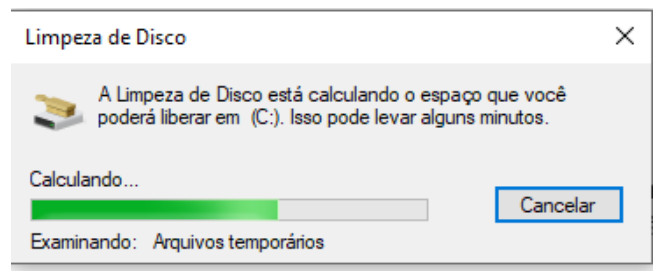 Limpeza de Disco
A Limpeza de Disco está calculando o espaço que você
poderá liberar em  (C:). Isso pode levar alguns minutos.
Calculando...
Cancelar
Examinando:  Arquivos temporários